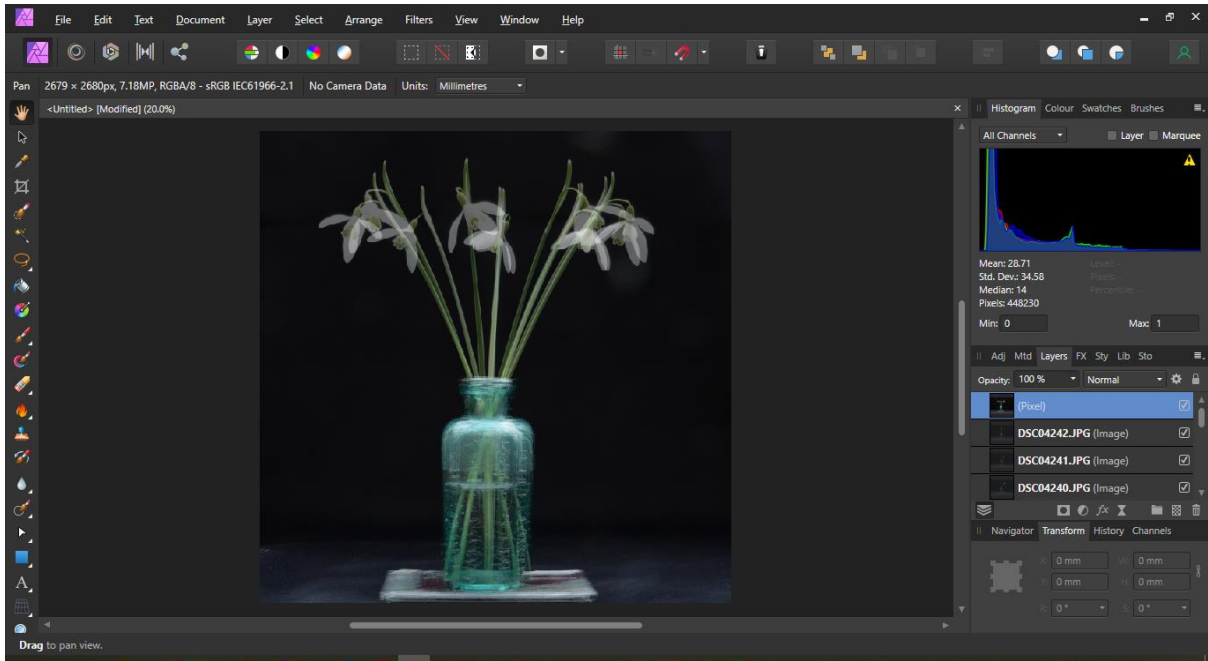 File Edit Text Document Layer Select Arrange Filters View Window Help
Pan 2679 × 2680px, 7.18MP, RGBA/8 - sRGB IEC61966-2.1 No Camera Data Units: Millimetres
<Untitled> [Modified] (20.0%)
Histogram Colour Swatches Brushes
All Channels Layer Marquee
Mean: 28.71 Level: -
Std. Dev.: 34.58 Pixels: -
Median: 14 Percentile: -
Pixels: 448230
Min: 0 Max: 1
Adj Mtd Layers FX Sty Lib Sto
Opacity: 100 % Normal
(Pixel)
DSC04242.JPG (Image)
DSC04241.JPG (Image)
DSC04240.JPG (Image)
fx
Navigator Transform History Channels
X: 0 mm W: 0 mm
Y: 0 mm H: 0 mm
R: 0 ° S: 0 °
A
Drag to pan view.